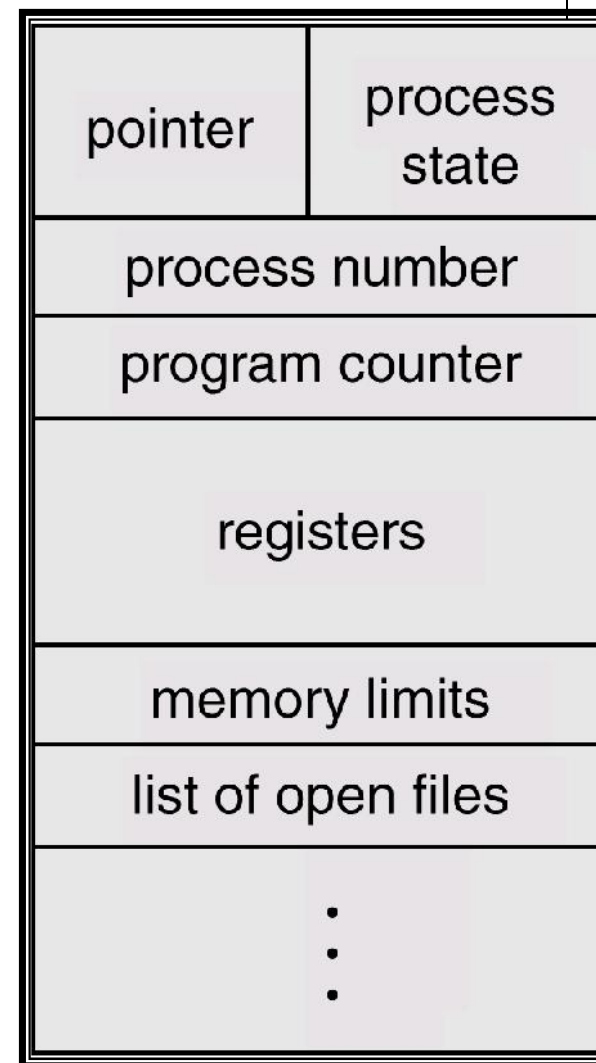 pointer
process
state
process number
program counter
registers
memory limits
list of open files
.
.
.